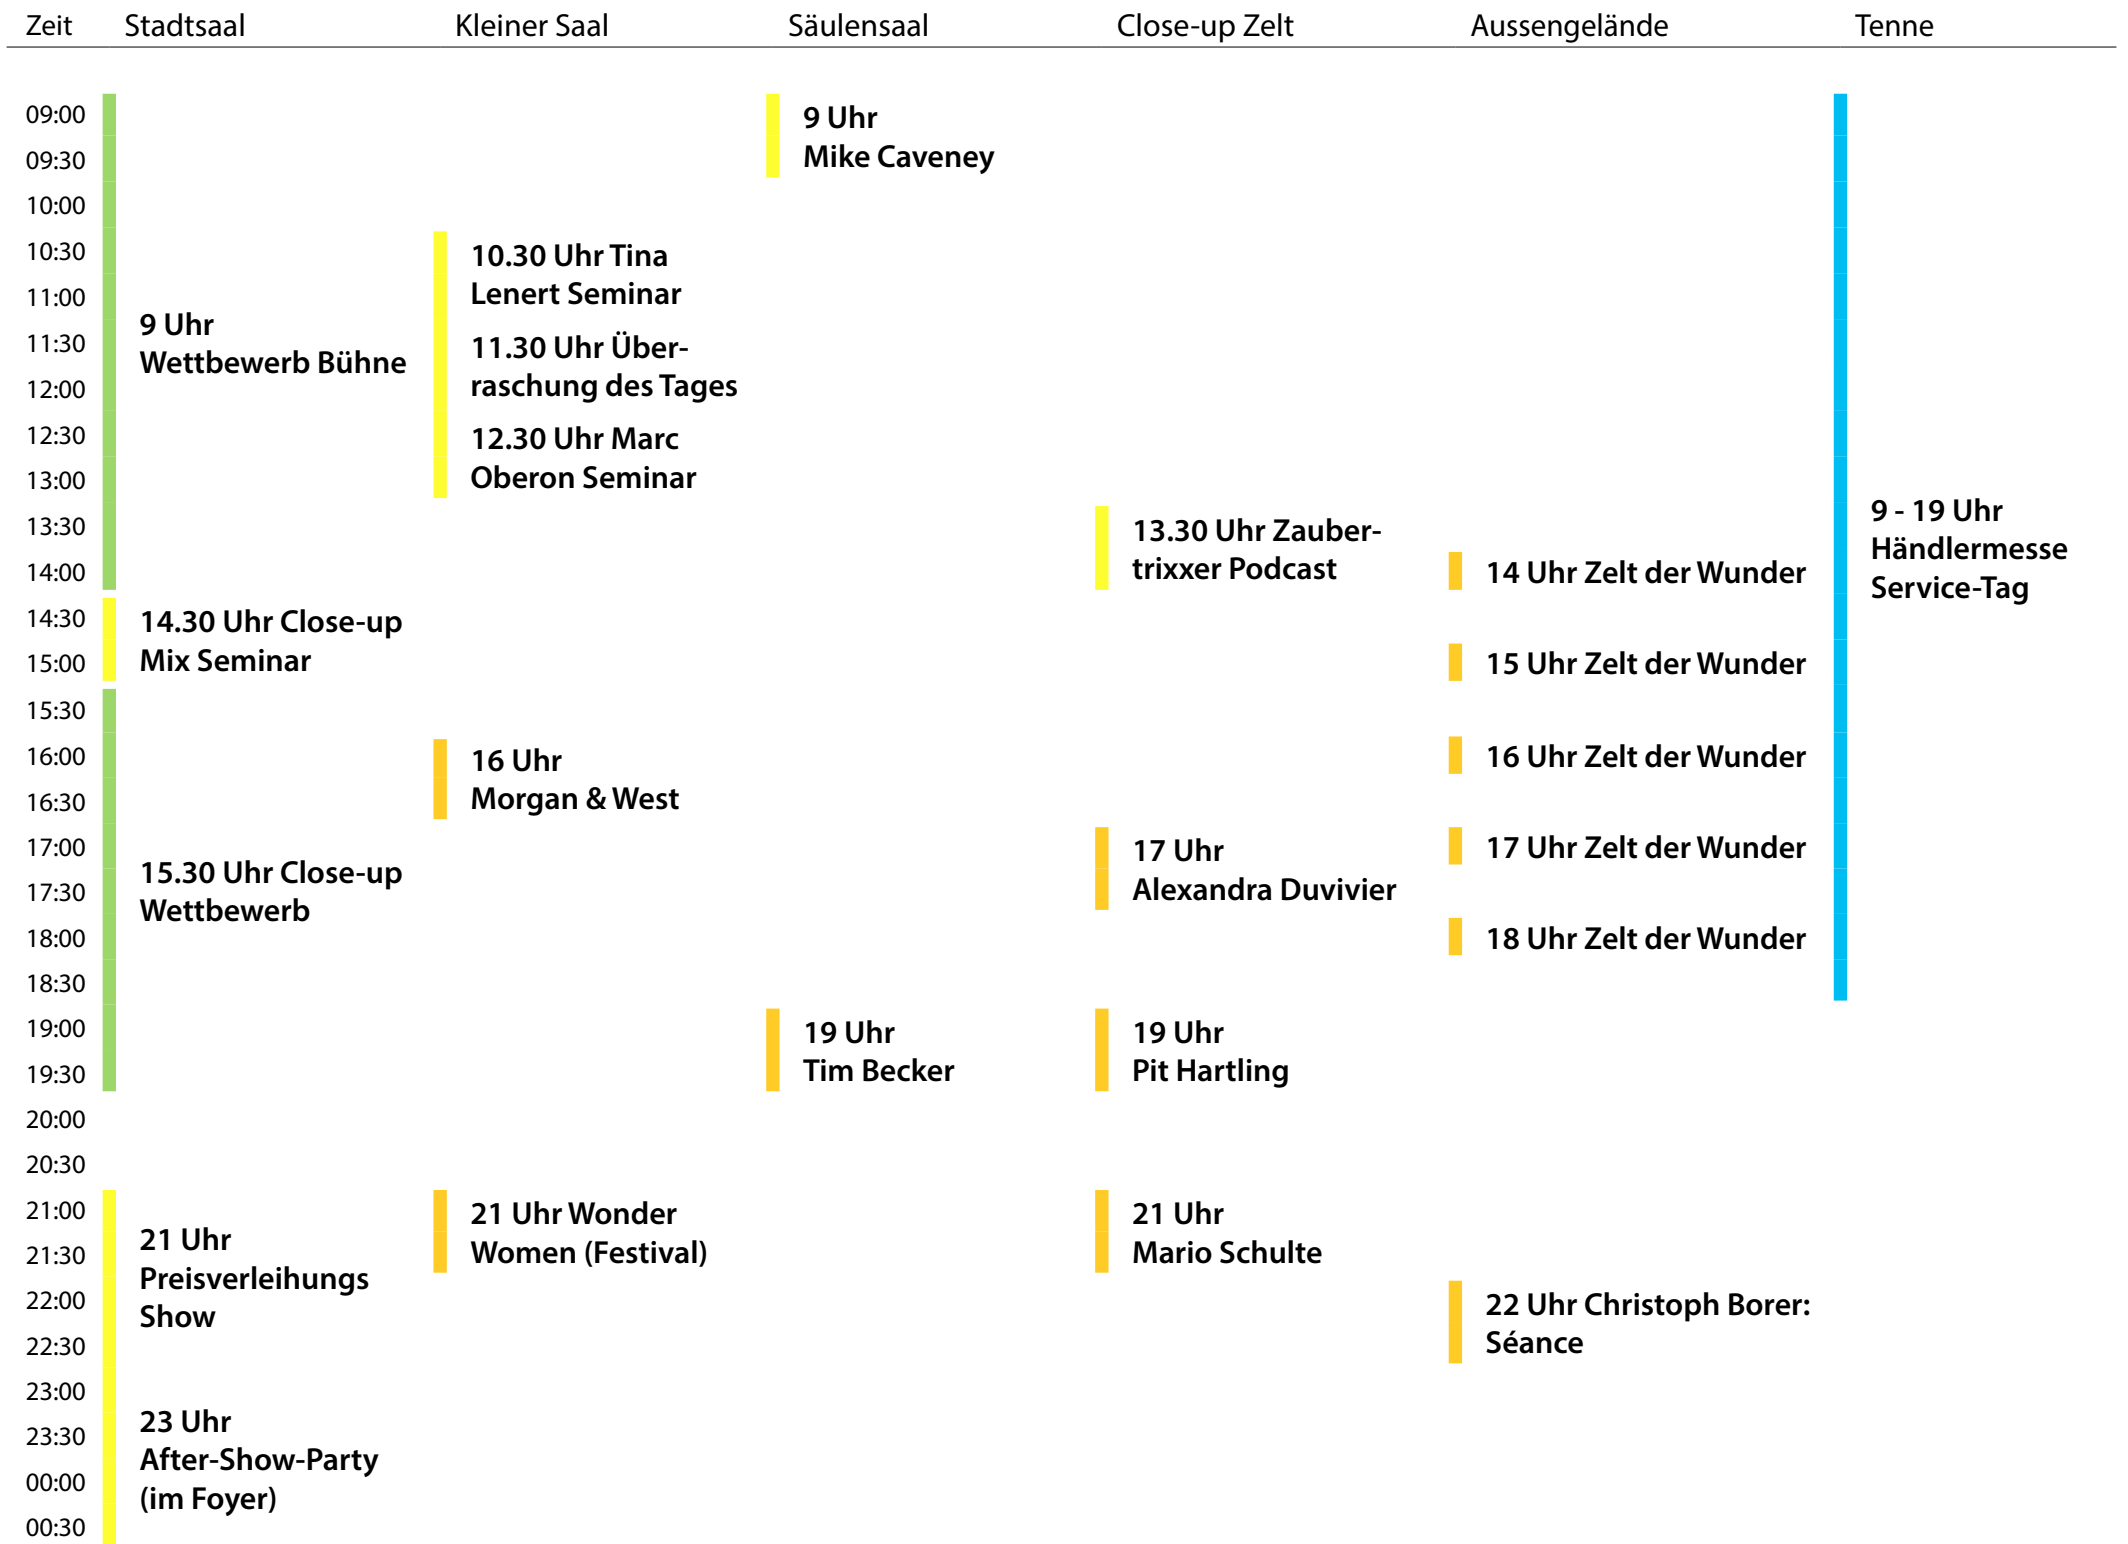 Zeit Stadtsaal Kleiner Saal Säulensaal Close-up Zelt Aussengelände Tenne
09:00
09:30
10:00
10:30
11:00
11:30
12:00
12:30
13:00
13:30
14:00
14:30
15:00
15:30
16:00
16:30
17:00
17:30
18:00
18:30
19:00
19:30
20:00
20:30
21:00
21:30
22:00
22:30
23:00
23:30
00:00
00:30
9 Uhr
Wettbewerb Bühne
14.30 Uhr Close-up
Mix Seminar
15.30 Uhr Close-up
Wettbewerb
21 Uhr
Preisverleihungs
Show
23 Uhr
After-Show-Party
(im Foyer)
10.30 Uhr Tina
Lenert Seminar
11.30 Uhr Über-
raschung des Tages
12.30 Uhr Marc
Oberon Seminar
16 Uhr
Morgan & West
21 Uhr Wonder
Women (Festival)
9 Uhr
Mike Caveney
19 Uhr
Tim Becker
13.30 Uhr Zauber-
trixxer Podcast
17 Uhr
Alexandra Duvivier
19 Uhr
Pit Hartling
21 Uhr
Mario Schulte
14 Uhr Zelt der Wunder
15 Uhr Zelt der Wunder
16 Uhr Zelt der Wunder
17 Uhr Zelt der Wunder
18 Uhr Zelt der Wunder
22 Uhr Christoph Borer:
Séance
9 - 19 Uhr
Händlermesse
Service-Tag